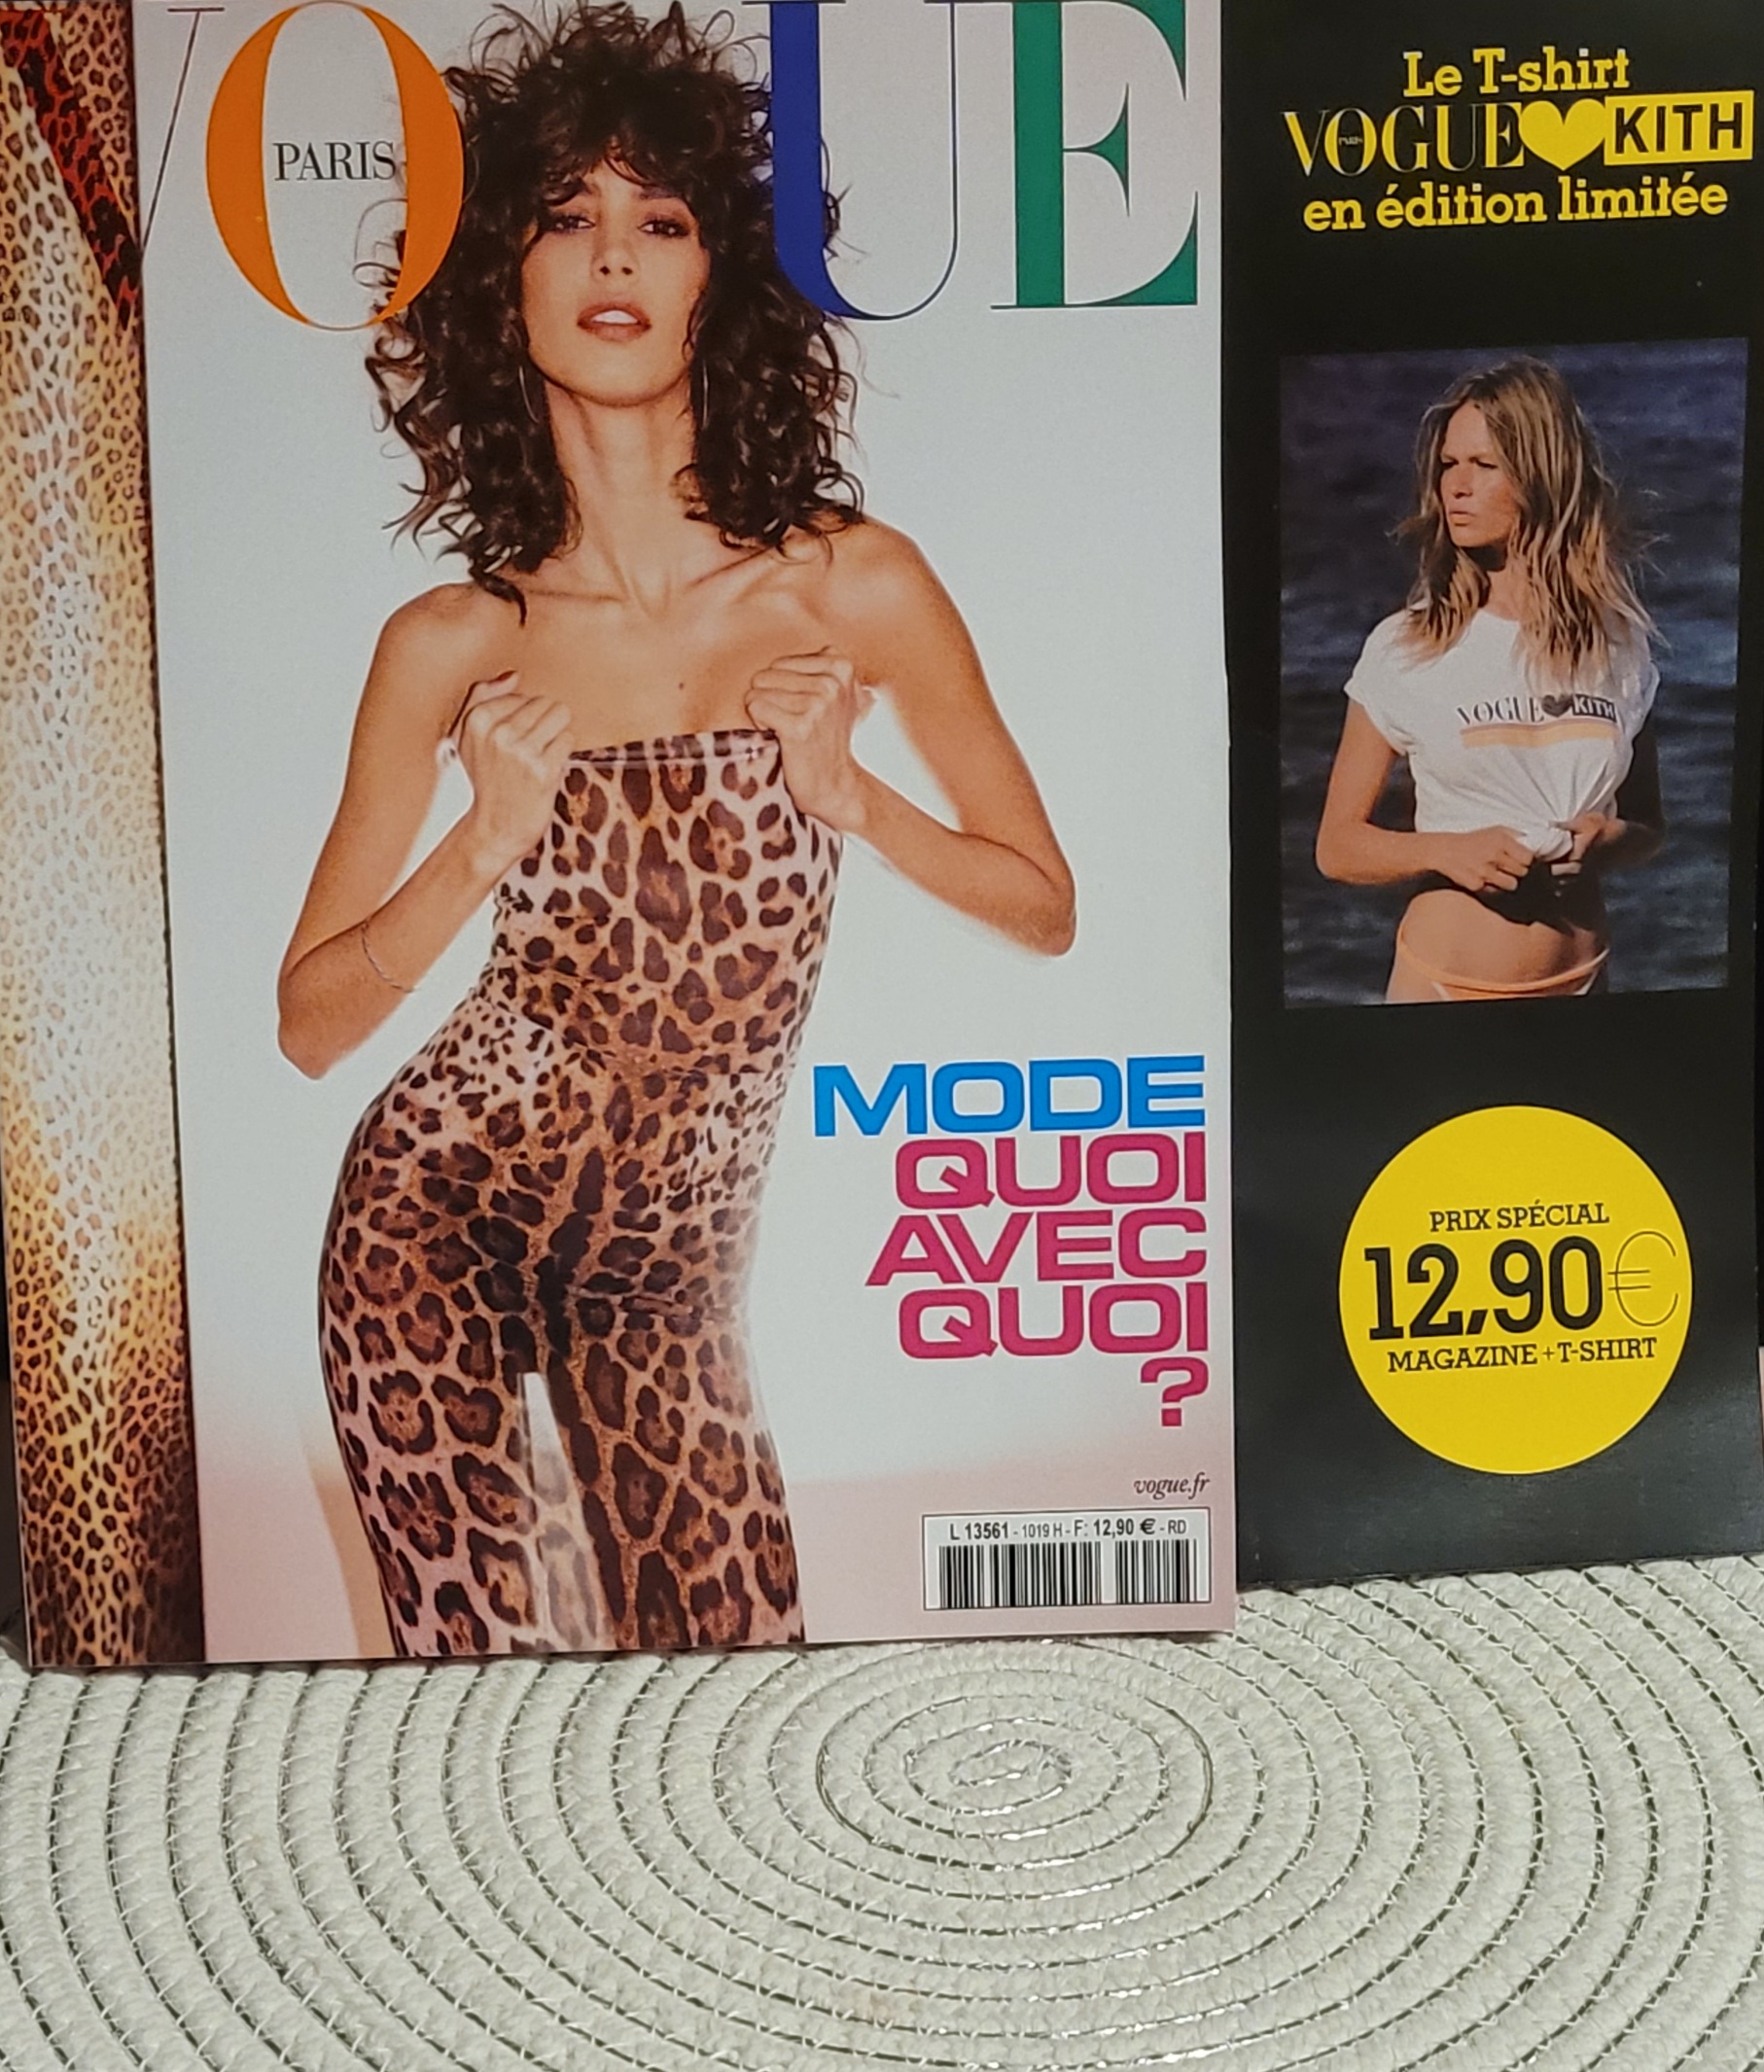 VOGUE
PARIS
MODE
QUOI
AVEC
QUOI
?
vogue.fr
L 13561 - 1019 H - F: 12,90 € - RD
Le T-shirt
VOGUE KITH
en édition limitée
VOGUE KITH
PRIX SPÉCIAL
12,90€
MAGAZINE + T-SHIRT